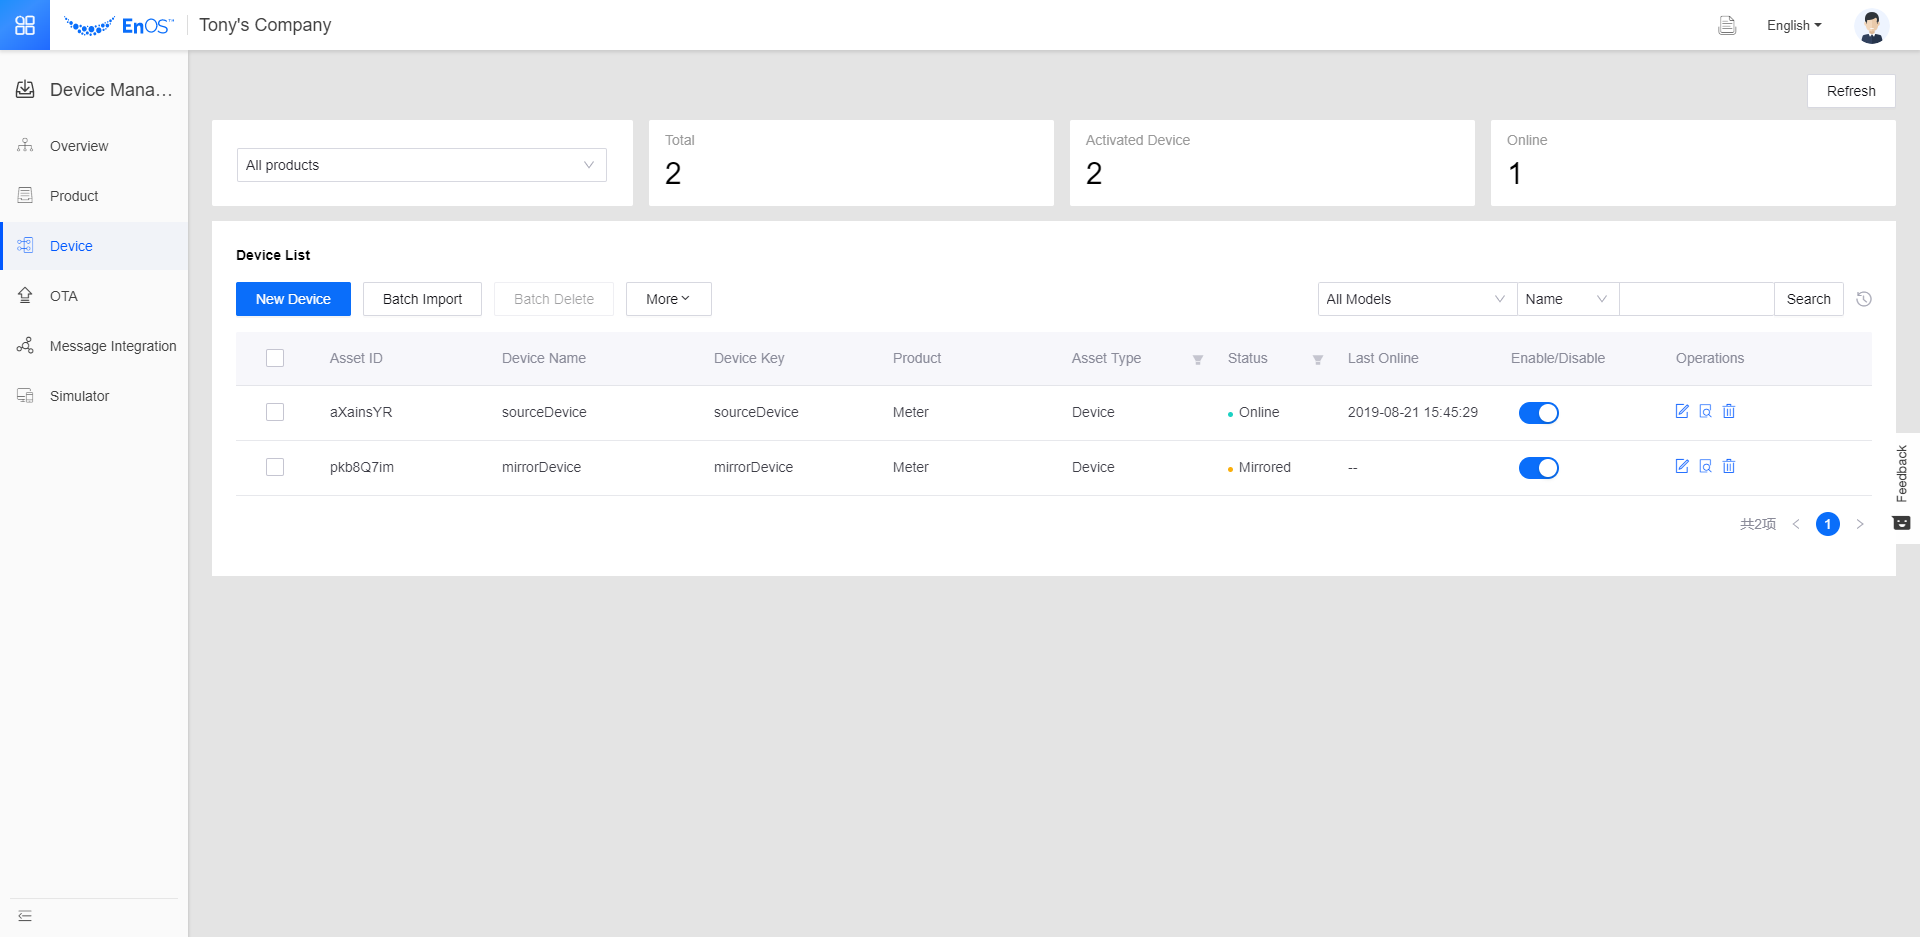 EnOS™
Tony's Company
English
Device Mana...
Overview
Product
Device
OTA
Message Integration
Simulator
Refresh
All products
Total
2
Activated Device
2
Online
1
Device List
New Device
Batch Import
Batch Delete
More
All Models
Name
Search
Asset ID
Device Name
Device Key
Product
Asset Type
Status
Last Online
Enable/Disable
Operations
aXainsYR
sourceDevice
sourceDevice
Meter
Device
Online
2019-08-21 15:45:29
pkb8Q7im
mirrorDevice
mirrorDevice
Meter
Device
Mirrored
--
共2项
1
Feedback